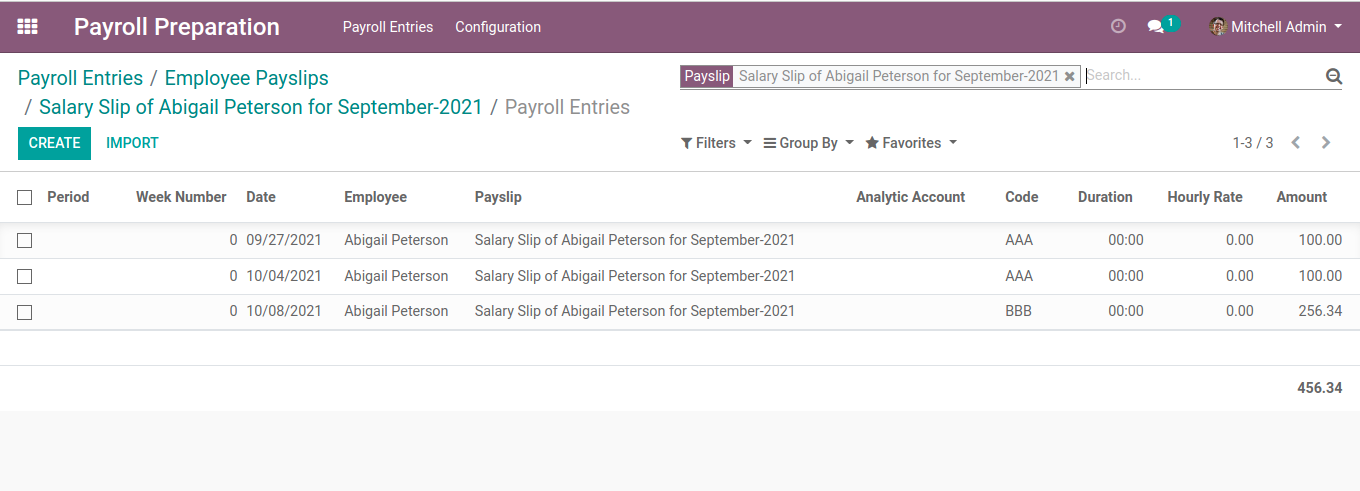 Payroll Preparation Payroll Entries Configuration 1 Mitchell Admin
Payroll Entries / Employee Payslips
/ Salary Slip of Abigail Peterson for September-2021 / Payroll Entries
Payslip Salary Slip of Abigail Peterson for September-2021 ✖ Search...
CREATE IMPORT
Filters Group By Favorites 1-3 / 3
Period Week Number Date Employee Payslip Analytic Account Code Duration Hourly Rate Amount
0 09/27/2021 Abigail Peterson Salary Slip of Abigail Peterson for September-2021 AAA 00:00 0.00 100.00
0 10/04/2021 Abigail Peterson Salary Slip of Abigail Peterson for September-2021 AAA 00:00 0.00 100.00
0 10/08/2021 Abigail Peterson Salary Slip of Abigail Peterson for September-2021 BBB 00:00 0.00 256.34
456.34